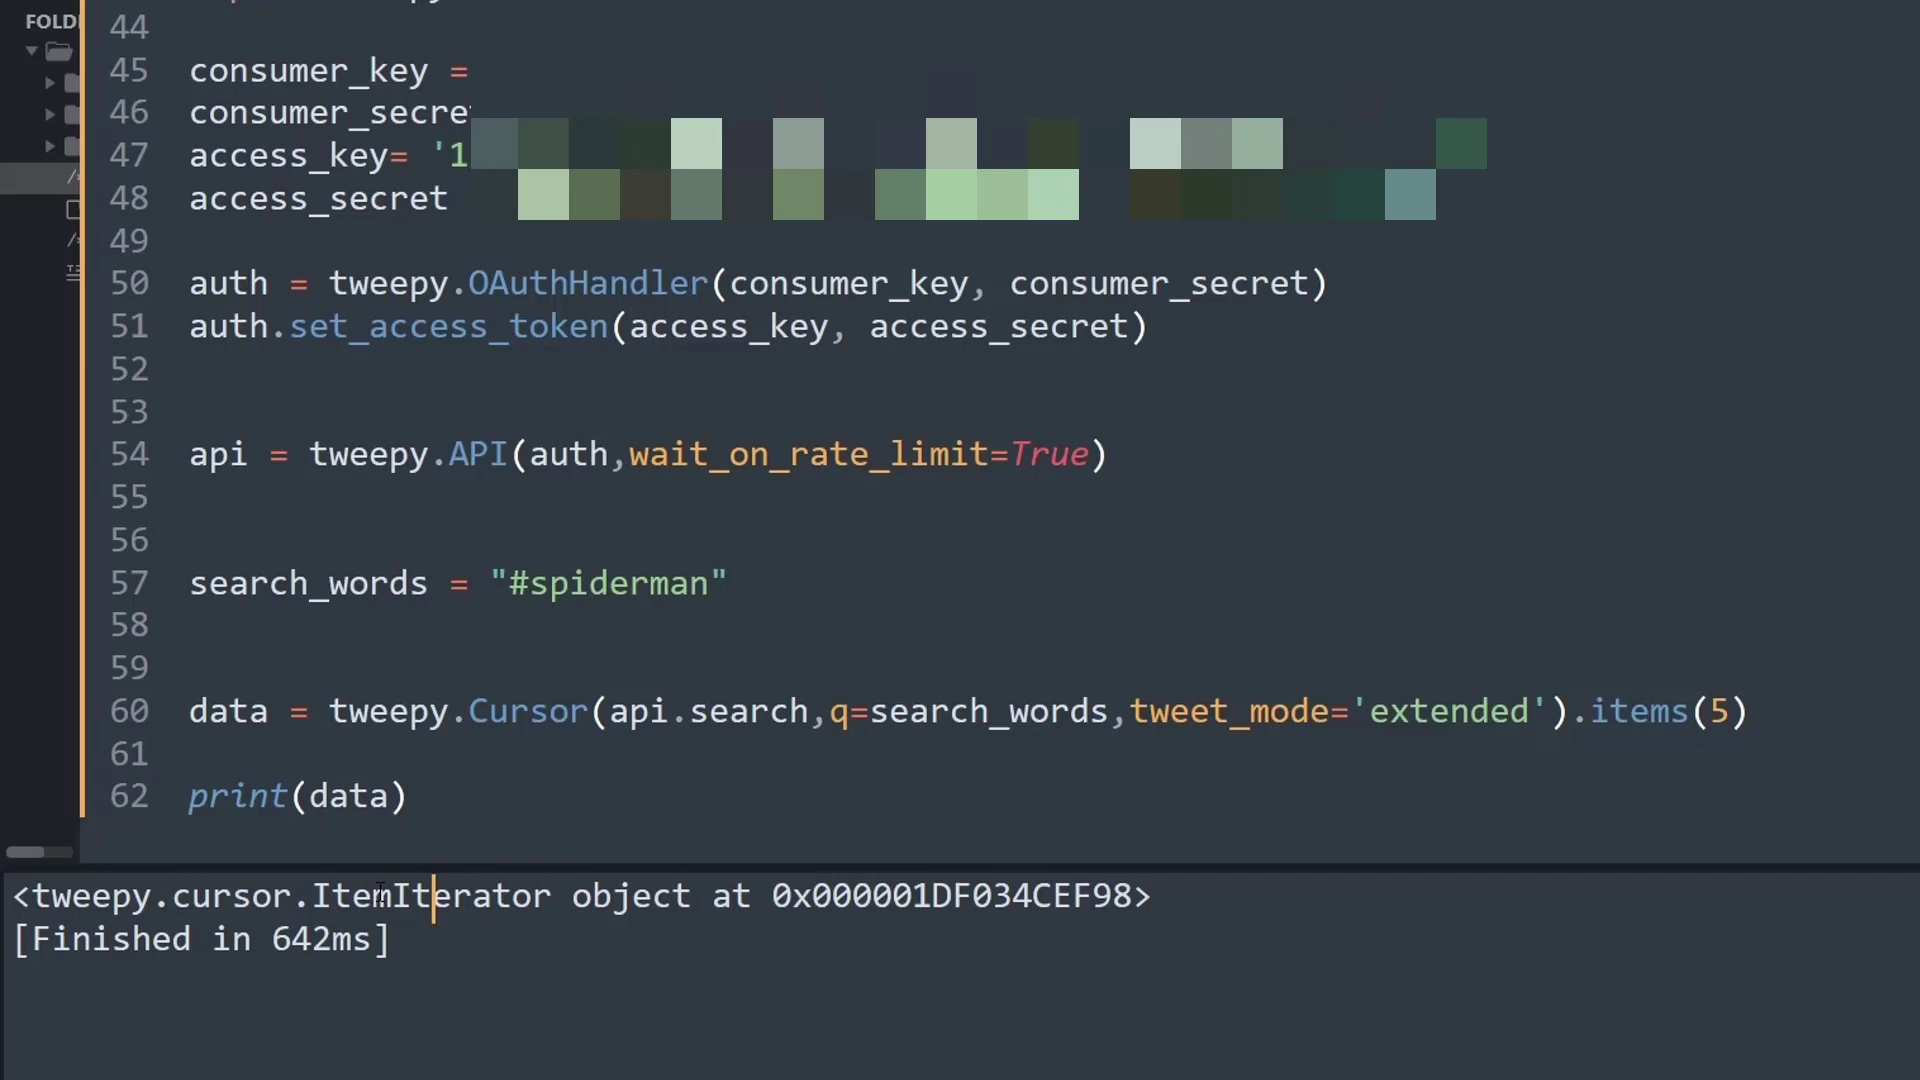 FOLD
44
45 consumer_key =
46 consumer_secre
47 access_key= '1
48 access_secret
49
50 auth = tweepy.OAuthHandler(consumer_key, consumer_secret)
51 auth.set_access_token(access_key, access_secret)
52
53
54 api = tweepy.API(auth,wait_on_rate_limit=True)
55
56
57 search_words = "#spiderman"
58
59
60 data = tweepy.Cursor(api.search,q=search_words,tweet_mode='extended').items(5)
61
62 print(data)
<tweepy.cursor.ItemIterator object at 0x000001DF034CEF98>
[Finished in 642ms]